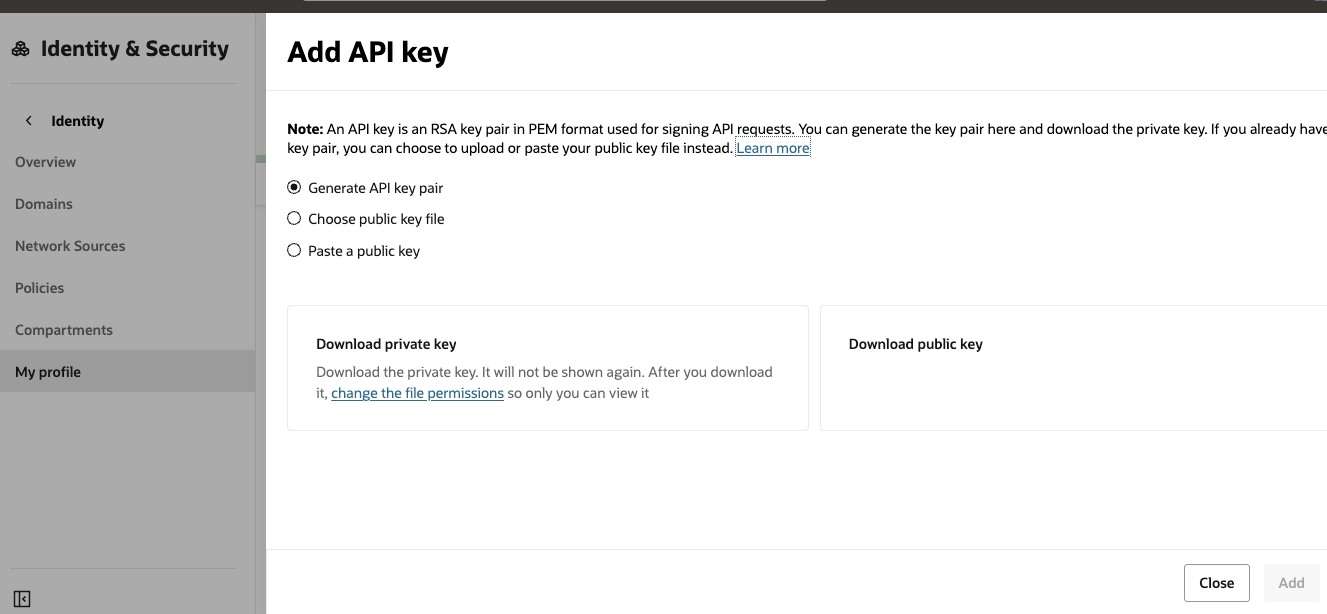 Identity & Security
Identity
Overview
Domains
Network Sources
Policies
Compartments
My profile
Add API key
Note: An API key is an RSA key pair in PEM format used for signing API requests. You can generate the key pair here and download the private key. If you already have
key pair, you can choose to upload or paste your public key file instead. Learn more
Generate API key pair
Choose public key file
Paste a public key
Download private key
Download the private key. It will not be shown again. After you download
it, change the file permissions so only you can view it
Download public key
Close
Add